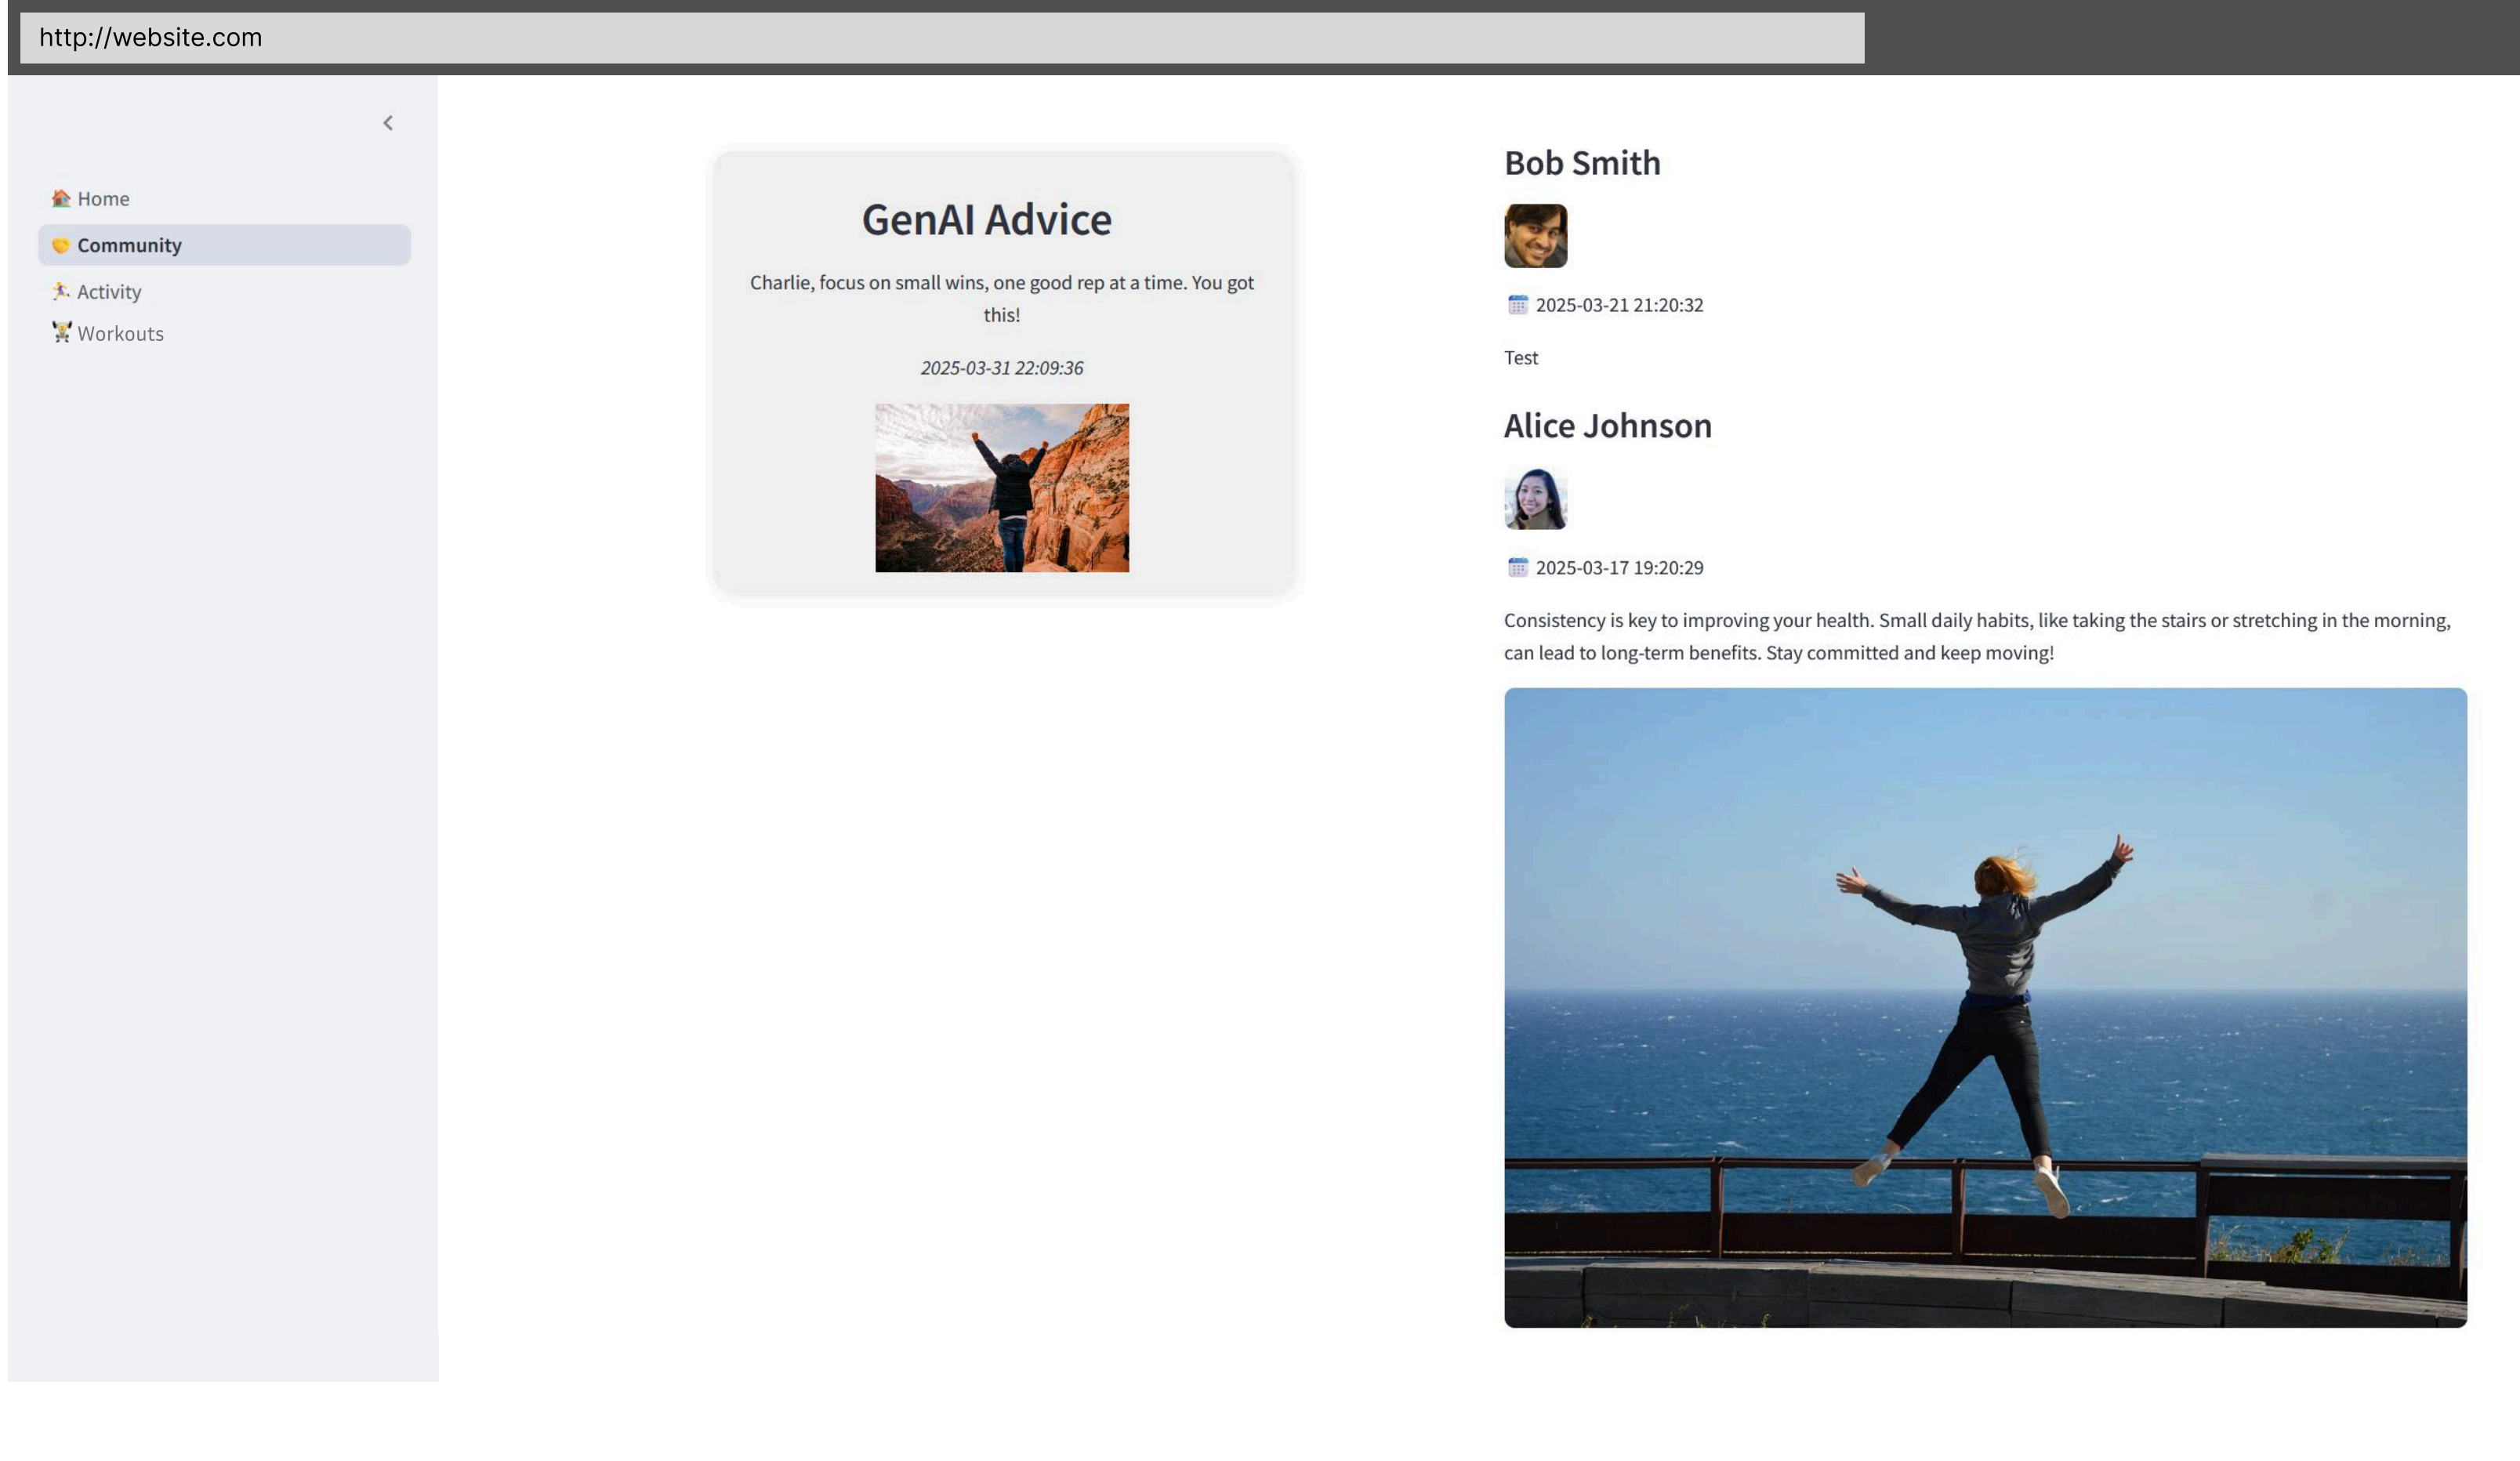 http://website.com
Home
Community
Activity
Workouts
GenAI Advice
Charlie, focus on small wins, one good rep at a time. You got
this!
2025-03-31 22:09:36
Bob Smith
2025-03-21 21:20:32
Test
Alice Johnson
2025-03-17 19:20:29
Consistency is key to improving your health. Small daily habits, like taking the stairs or stretching in the morning,
can lead to long-term benefits. Stay committed and keep moving!